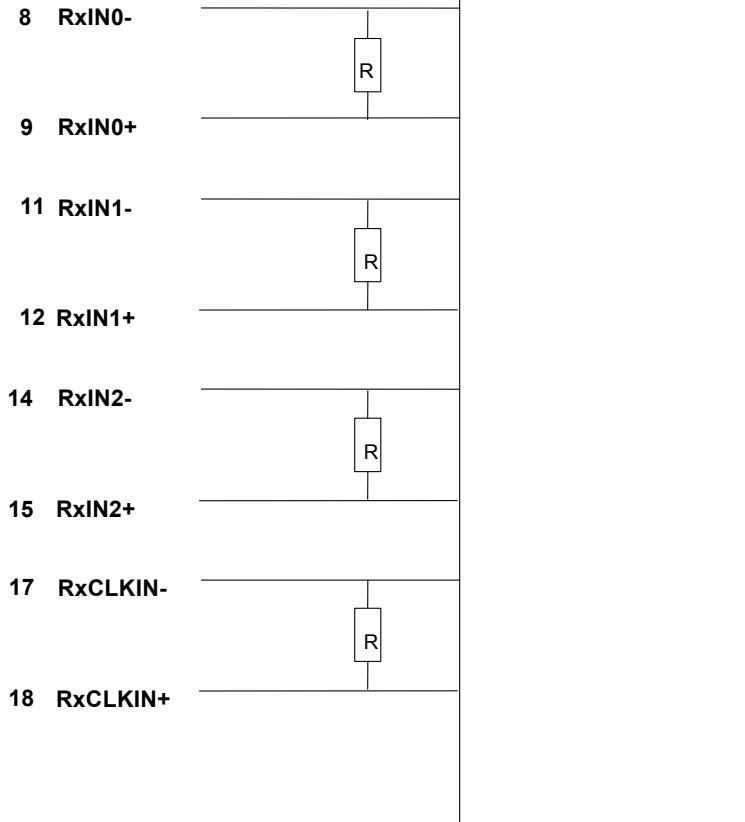 8 RxIN0-
R
9 RxIN0+
11 RxIN1-
R
12 RxIN1+
14 RxIN2-
R
15 RxIN2+
17 RxCLKIN-
R
18 RxCLKIN+